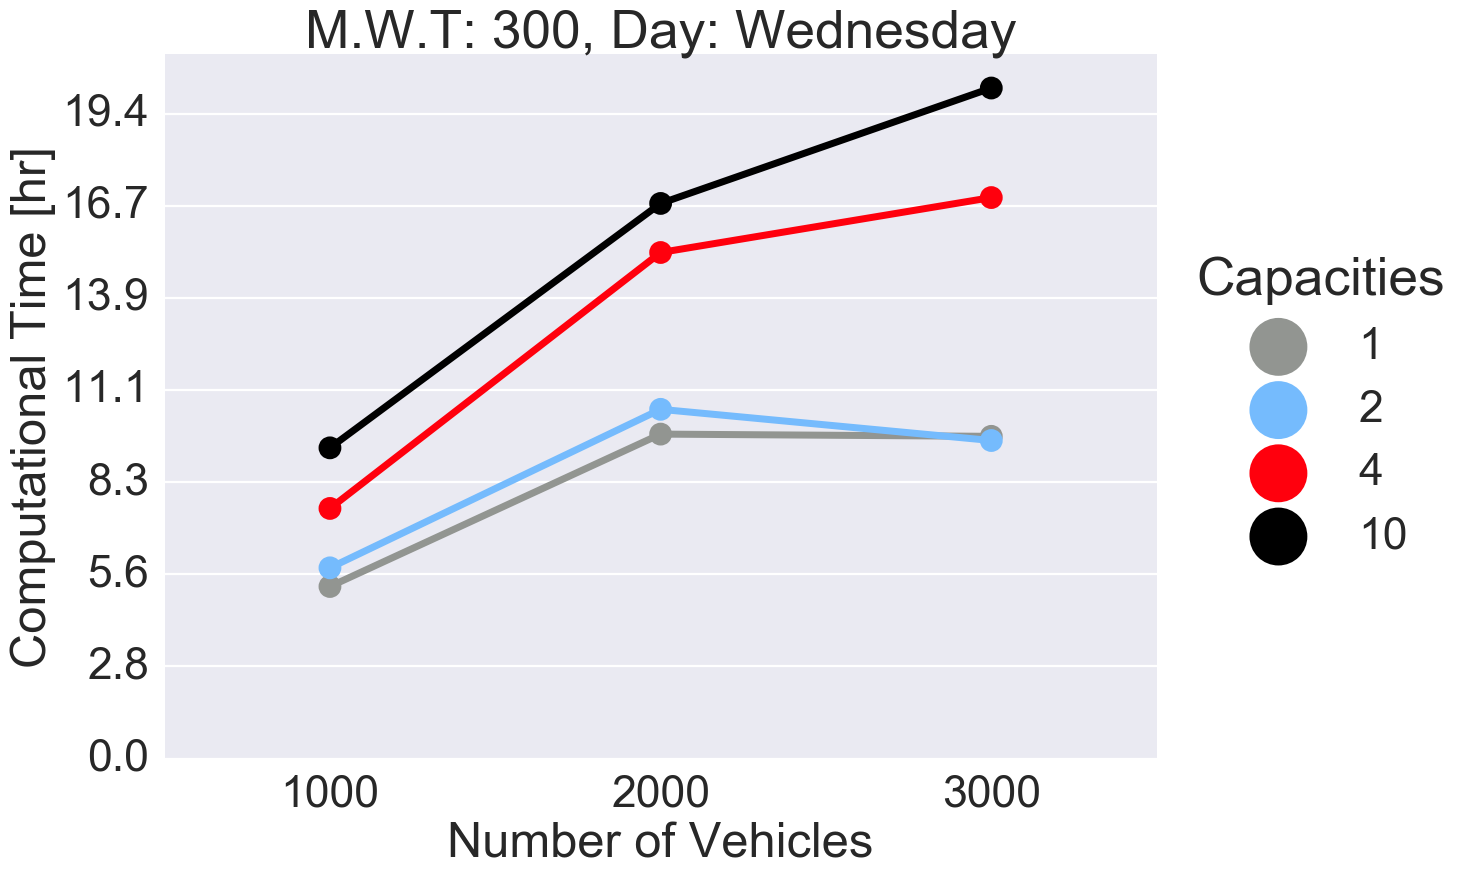 M.W.T: 300, Day: Wednesday
Computational Time [hr]
19.4
16.7
13.9
11.1
8.3
5.6
2.8
0.0
1000 2000 3000
Number of Vehicles
Capacities
1
2
4
10